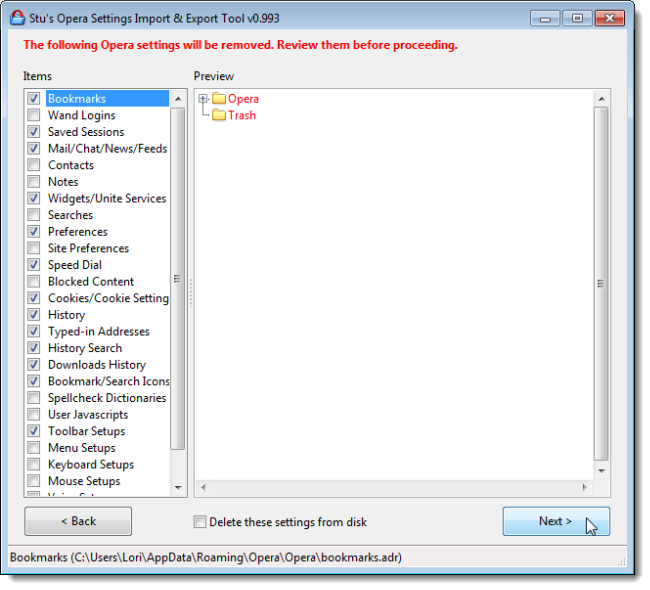 Stu's Opera Settings Import & Export Tool v0.993
The following Opera settings will be removed. Review them before proceeding.
Items
Preview
Bookmarks
Wand Logins
Saved Sessions
Mail/Chat/News/Feeds
Contacts
Notes
Widgets/Unite Services
Searches
Preferences
Site Preferences
Speed Dial
Blocked Content
Cookies/Cookie Setting
History
Typed-in Addresses
History Search
Downloads History
Bookmark/Search Icons
Spellcheck Dictionaries
User Javascripts
Toolbar Setups
Menu Setups
Keyboard Setups
Mouse Setups
Opera
Trash
< Back
Delete these settings from disk
Next >
Bookmarks (C:\Users\Lori\AppData\Roaming\Opera\Opera\bookmarks.adr)